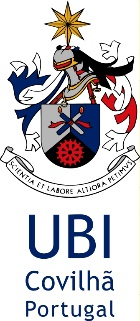 SCIENTIA ET LABORE ALTIORA PETIMUS
UBI
Covilhã
Portugal